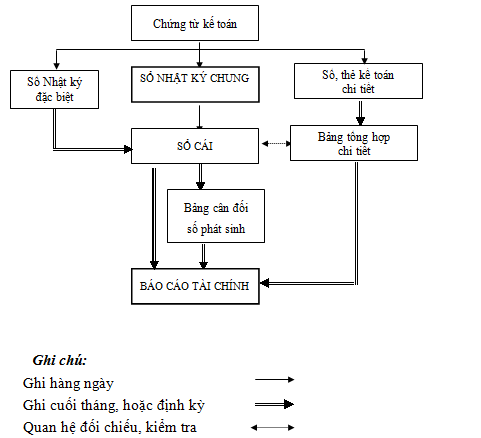 Chứng từ kế toán
Sổ Nhật ký
đặc biệt
SỔ NHẬT KÝ CHUNG
Sổ, thẻ kế toán
chi tiết
SỔ CÁI
Bảng tổng hợp
chi tiết
Bảng cân đối
số phát sinh
BÁO CÁO TÀI CHÍNH
Ghi chú:
Ghi hàng ngày
Ghi cuối tháng, hoặc định kỳ
Quan hệ đối chiếu, kiểm tra